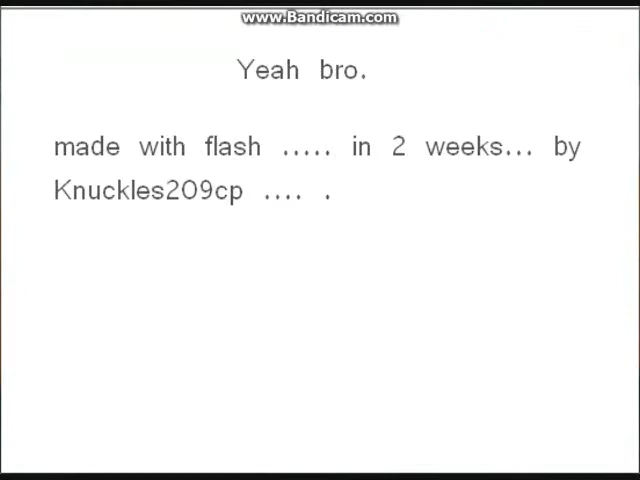 www.Bandicam.com
Yeah bro.
made with flash ..... in 2 weeks... by
Knuckles209cp .... .